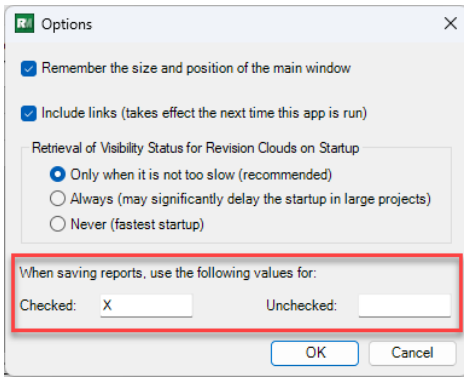 RM Options
Remember the size and position of the main window
Include links (takes effect the next time this app is run)
Retrieval of Visibility Status for Revision Clouds on Startup
Only when it is not too slow (recommended)
Always (may significantly delay the startup in large projects)
Never (fastest startup)
When saving reports, use the following values for:
Checked: X Unchecked:
OK Cancel